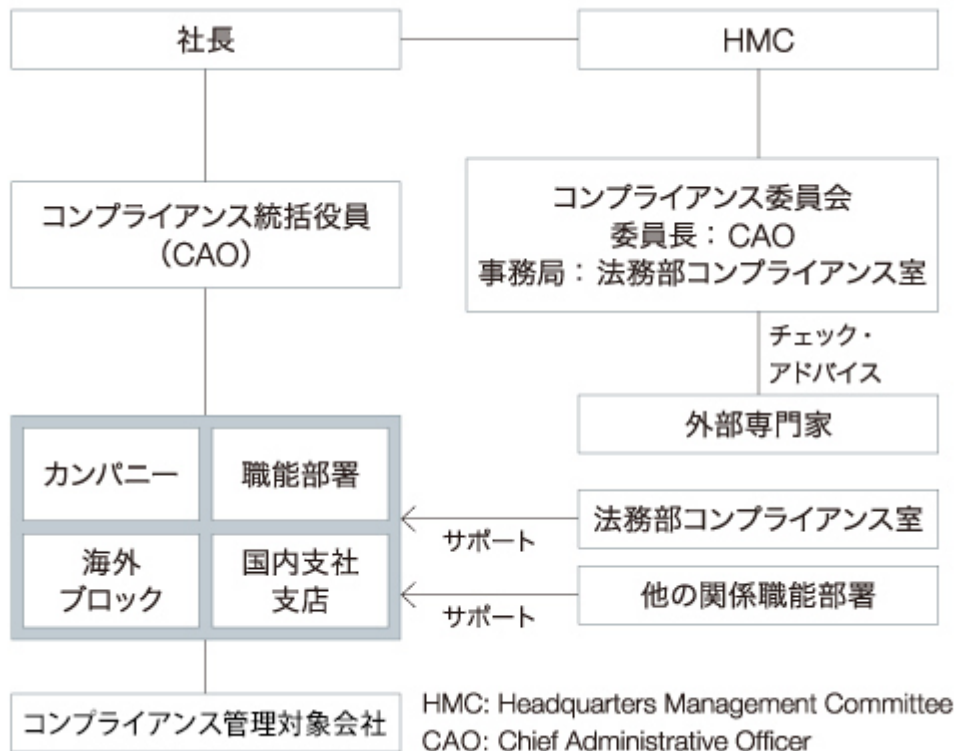 社長
HMC
コンプライアンス統括役員
（CAO）
コンプライアンス委員会
委員長：CAO
事務局：法務部コンプライアンス室
チェック・
アドバイス
外部専門家
カンパニー
職能部署
海外
ブロック
国内支社
支店
サポート
法務部コンプライアンス室
サポート
他の関係職能部署
コンプライアンス管理対象会社
HMC: Headquarters Management Committee
CAO: Chief Administrative Officer